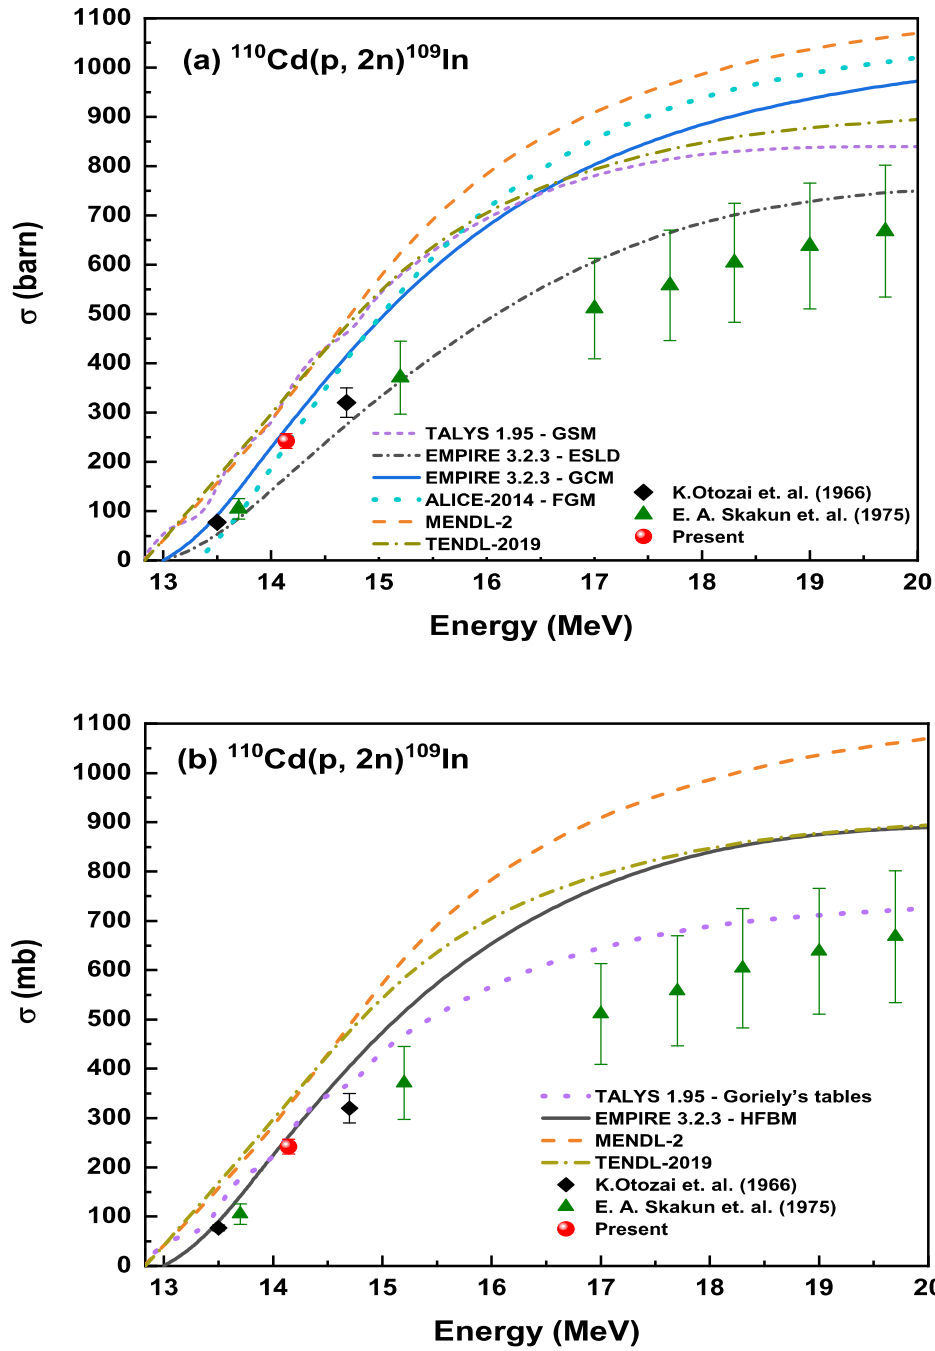 1100
1000
900
800
700
600
500
400
300
200
100
0
σ (barn)
(a) ¹¹⁰Cd(p, 2n)¹⁰⁹In
TALYS 1.95 - GSM
EMPIRE 3.2.3 - ESLD
EMPIRE 3.2.3 - GCM
ALICE-2014 - FGM
MENDL-2
TENDL-2019
K.Otozai et. al. (1966)
E. A. Skakun et. al. (1975)
Present
13 14 15 16 17 18 19 20
Energy (MeV)
1100
1000
900
800
700
600
500
400
300
200
100
0
σ (mb)
(b) ¹¹⁰Cd(p, 2n)¹⁰⁹In
TALYS 1.95 - Goriely's tables
EMPIRE 3.2.3 - HFBM
MENDL-2
TENDL-2019
K.Otozai et. al. (1966)
E. A. Skakun et. al. (1975)
Present
13 14 15 16 17 18 19 20
Energy (MeV)